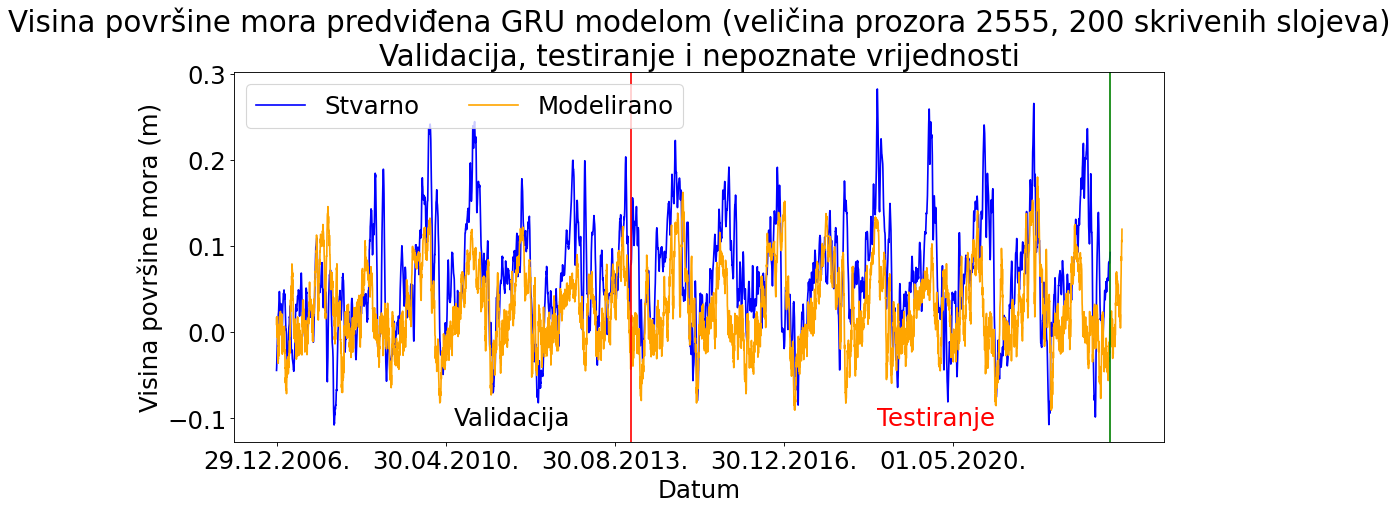 Visina površine mora predviđena GRU modelom (veličina prozora 2555, 200 skrivenih slojeva)
Validacija, testiranje i nepoznate vrijednosti
Stvarno
Modelirano
Visina površine mora (m)
0.3
0.2
0.1
0.0
−0.1
Validacija
Testiranje
29.12.2006.
30.04.2010.
30.08.2013.
30.12.2016.
01.05.2020.
Datum